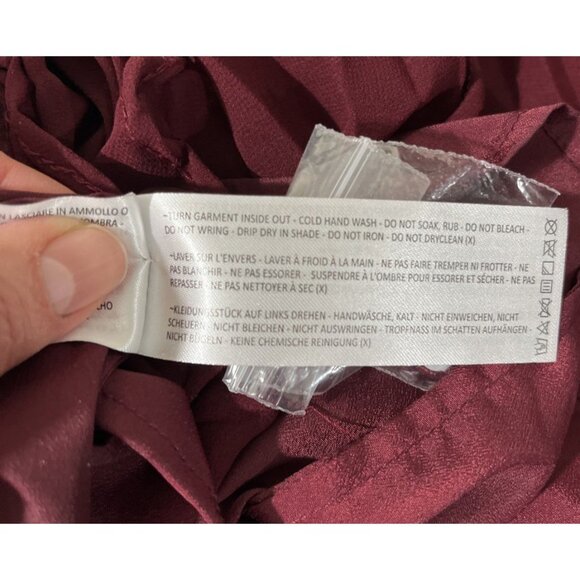 LASCIARE IN AMMOLLO O
OMBRA -
-TURN GARMENT INSIDE OUT - COLD HAND WASH - DO NOT SOAK, RUB - DO NOT BLEACH -
DO NOT WRING - DRIP DRY IN SHADE - DO NOT IRON - DO NOT DRYCLEAN (X)
-LAVER SUR L'ENVERS - LAVER À FROID À LA MAIN - NE PAS FAIRE TREMPER NI FROTTER - NE
PAS BLANCHIR - NE PAS ESSORER - SUSPENDRE À L'OMBRE POUR ESSORER ET SÉCHER - NE PAS
REPASSER - NE PAS NETTOYER À SEC (X)
-KLEIDUNGSSTÜCK AUF LINKS DREHEN - HANDWÄSCHE, KALT - NICHT EINWEICHEN, NICHT
SCHEUERN - NICHT BLEICHEN - NICHT AUSWRINGEN - TROPFNASS IM SCHATTEN AUFHÄNGEN -
NICHT BÜGELN - KEINE CHEMISCHE REINIGUNG (X)